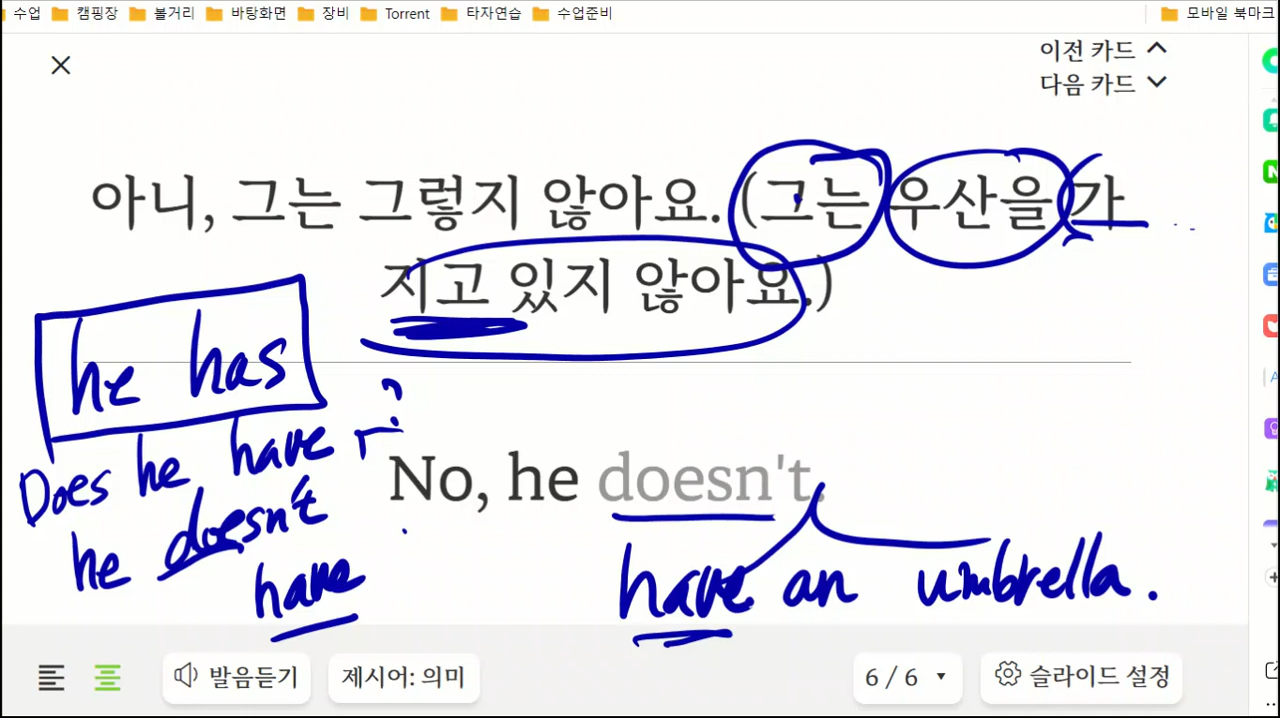 수업 캠핑장 볼거리 바탕화면 장비 Torrent 타자연습 수업준비 모바일 북마크
이전 카드
다음 카드
아니, 그는 그렇지 않아요. (그는 우산을 가
지고 있지 않아요.)
he has
Does he have ?
he doesn't
have
No, he doesn't.
have an umbrella.
발음듣기 제시어: 의미 6 / 6 슬라이드 설정